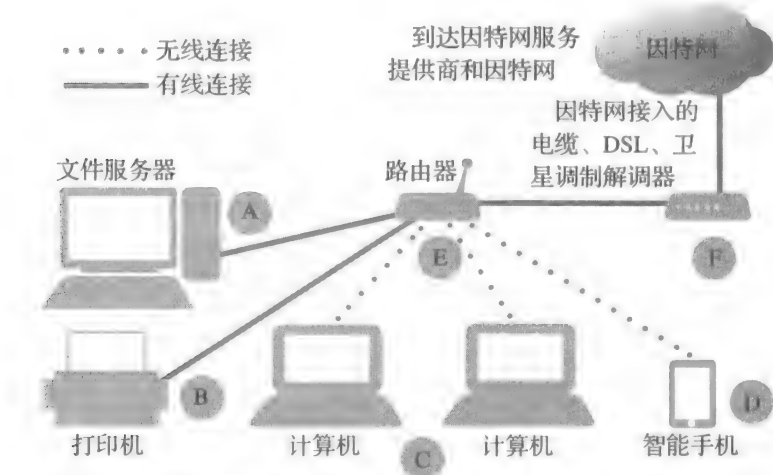 无线连接
有线连接
到达因特网服务
提供商和因特网
因特网
因特网接入的
电缆、DSL、卫
星调制解调器
文件服务器
路由器
A
E
F
B
D
打印机
计算机
C
计算机
智能手机